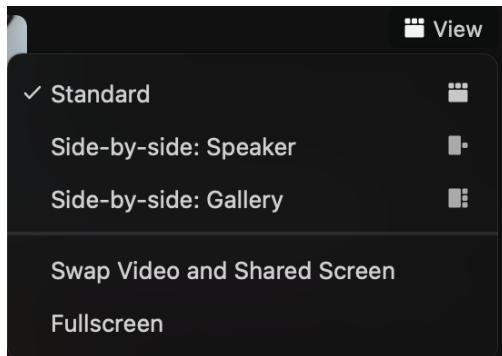 View
Standard
Side-by-side: Speaker
Side-by-side: Gallery
Swap Video and Shared Screen
Fullscreen